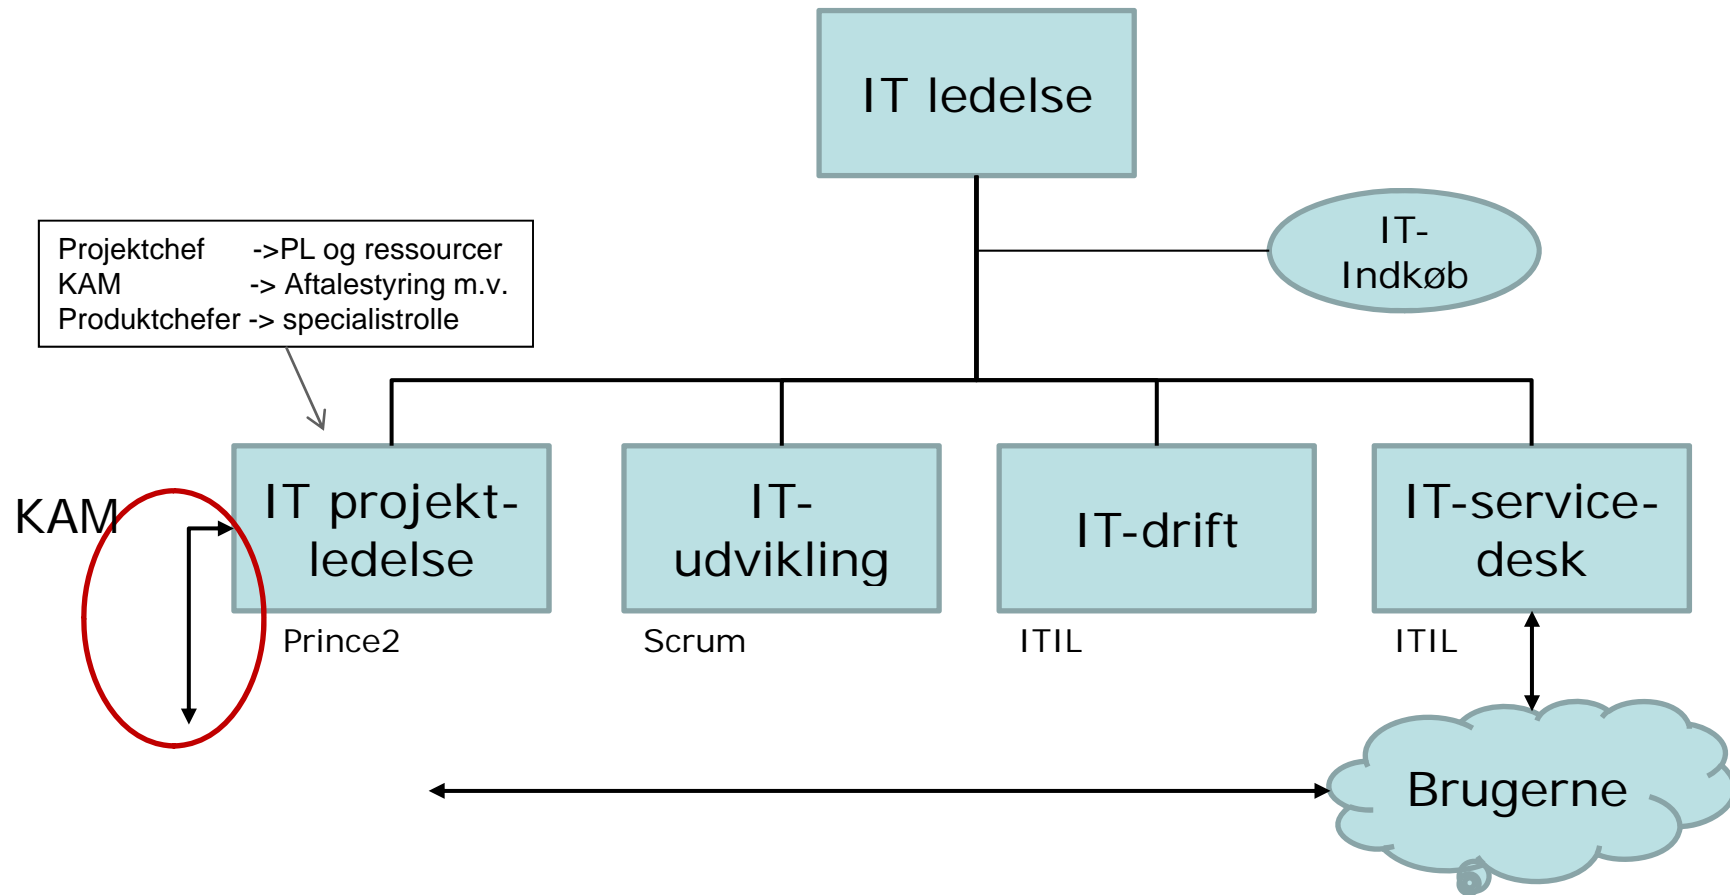 IT ledelse
IT-
Indkøb
Projektchef ->PL og ressourcer
KAM -> Aftalestyring m.v.
Produktchefer -> specialistrolle
KAM
IT projekt-
ledelse
IT-
udvikling
IT-drift
IT-service-
desk
Prince2
Scrum
ITIL
ITIL
Brugerne